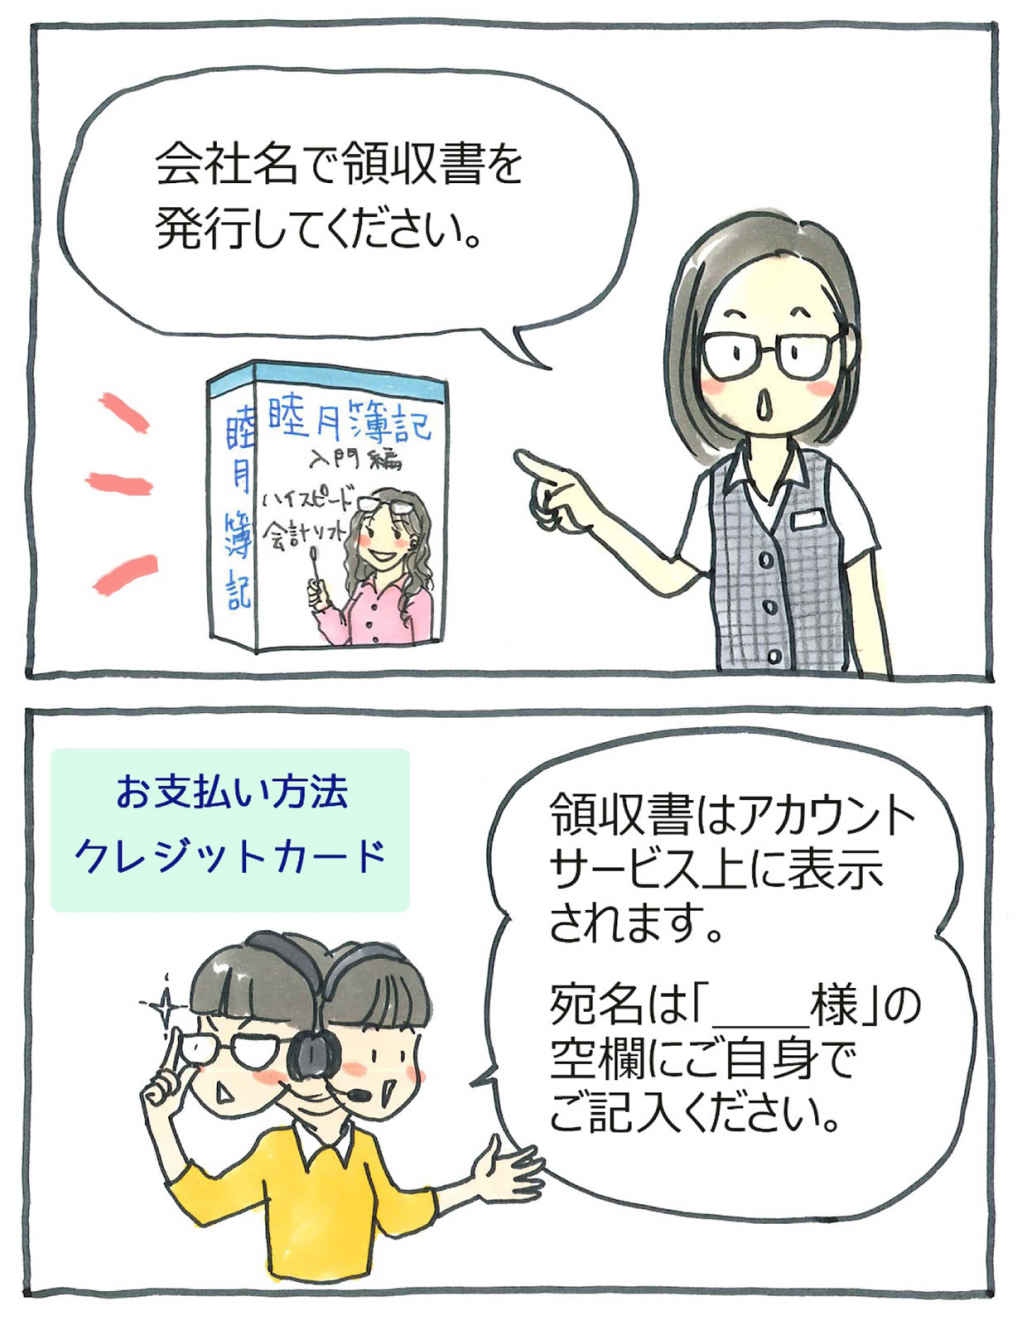 会社名で領収書を
発行してください。
睦月簿記
睦月簿記
入門編
ハイスピード
会計ソフト
お支払い方法
クレジットカード
領収書はアカウント
サービス上に表示
されます。
宛名は「____様」の
空欄にご自身で
ご記入ください。